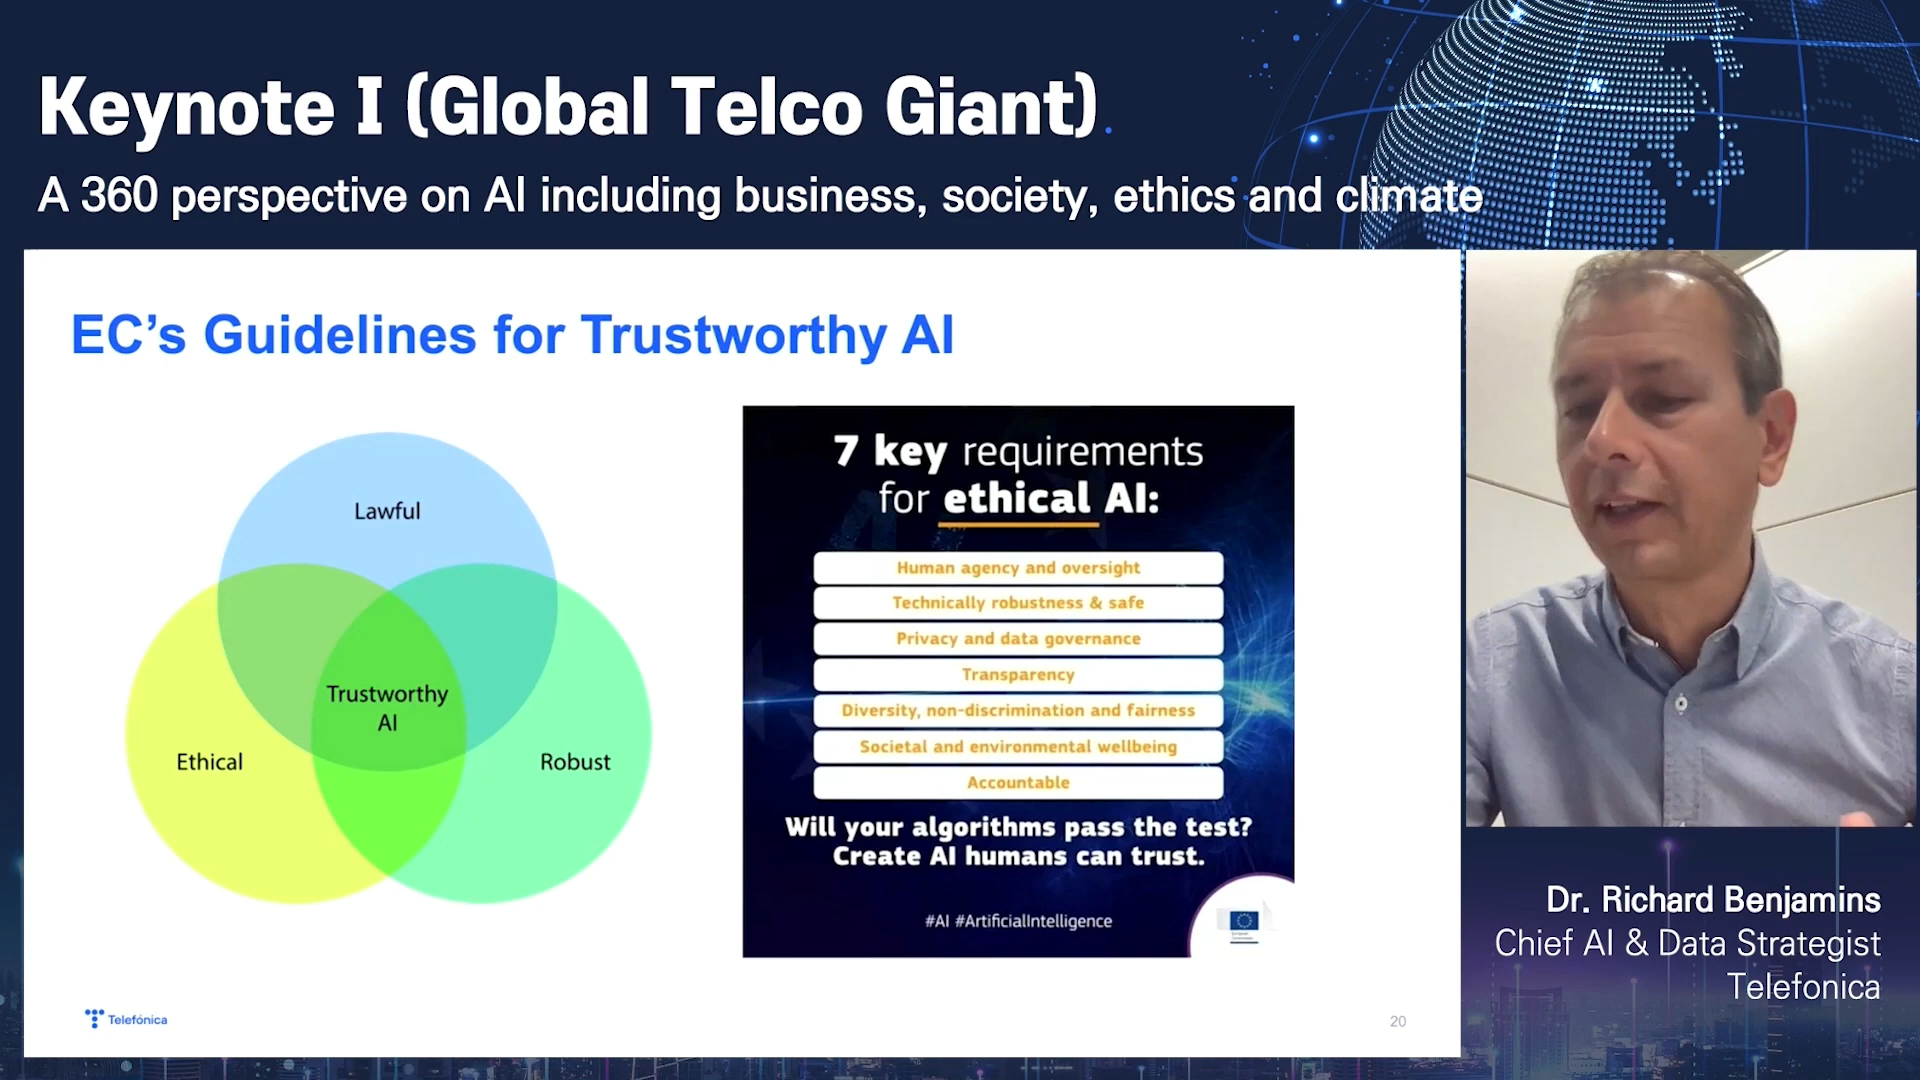 Keynote I (Global Telco Giant)
A 360 perspective on AI including business, society, ethics and climate
EC's Guidelines for Trustworthy AI
Lawful
Trustworthy
AI
Ethical
Robust
7 key requirements
for ethical AI:
Human agency and oversight
Technically robustness & safe
Privacy and data governance
Transparency
Diversity, non-discrimination and fairness
Societal and environmental wellbeing
Accountable
Will your algorithms pass the test?
Create AI humans can trust.
#AI #ArtificialIntelligence
Telefónica
20
Dr. Richard Benjamins
Chief AI & Data Strategist
Telefonica